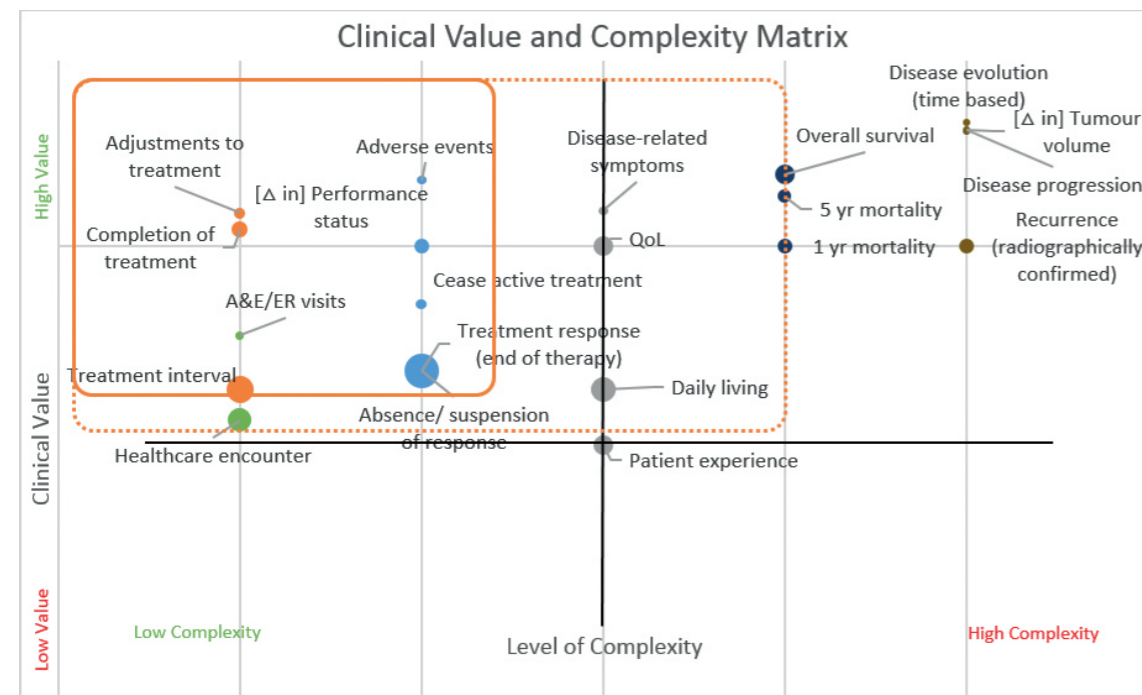 Clinical Value and Complexity Matrix
Disease evolution
(time based)
[Δ in] Tumour
volume
Disease progression
Overall survival
5 yr mortality
1 yr mortality
Recurrence
(radiographically
confirmed)
Disease-related
symptoms
QoL
Adverse events
Adjustments to
treatment
[Δ in] Performance
status
Completion of
treatment
Cease active treatment
A&E/ER visits
Treatment response
(end of therapy)
Treatment interval
Daily living
Absence/ suspension
of response
Healthcare encounter
Patient experience
High Value
Clinical Value
Low Value
Low Complexity
Level of Complexity
High Complexity